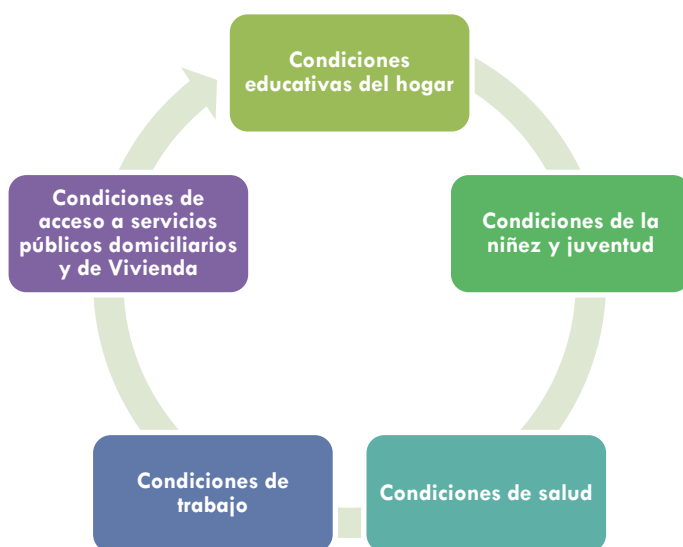 Condiciones
educativas del hogar
Condiciones de la
niñez y juventud
Condiciones de salud
Condiciones de
trabajo
Condiciones de
acceso a servicios
públicos domiciliarios
y de Vivienda